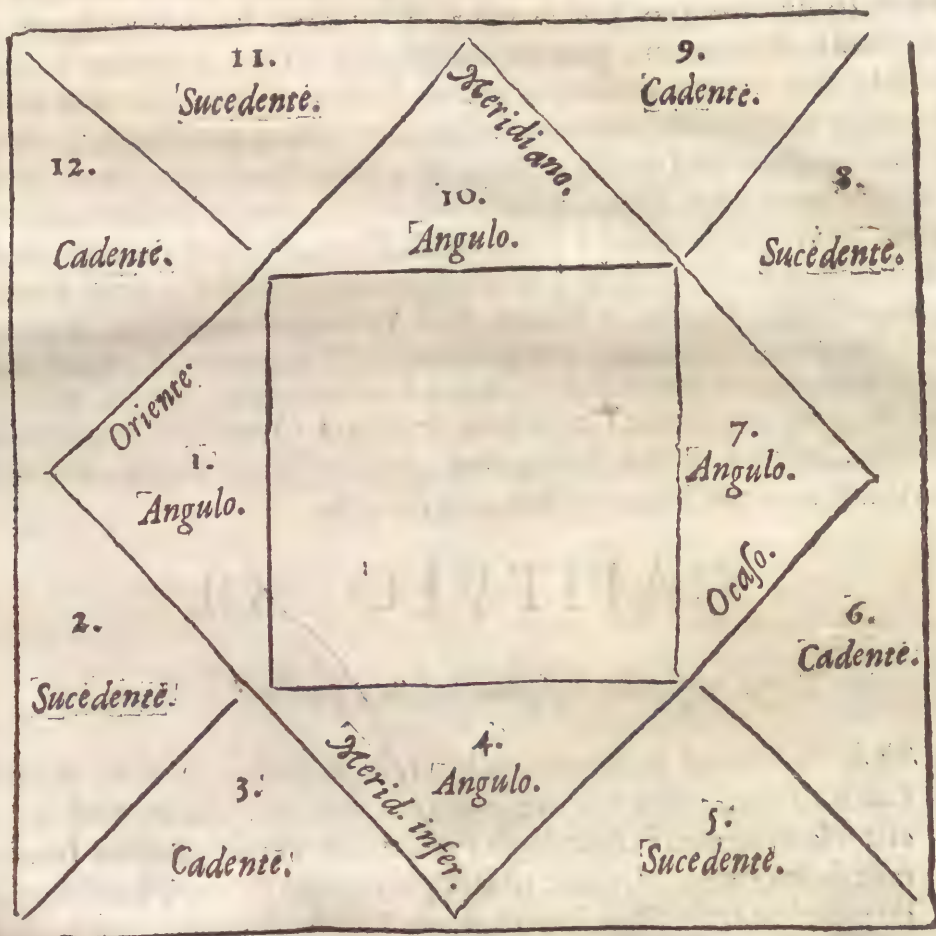 11.
Sucedente.
9.
Cadente.
Meridiano.
12.
Cadente.
10.
Angulo.
8.
Sucedente.
Oriente.
1.
Angulo.
7.
Angulo.
Ocaſo.
2.
Sucedente.
6.
Cadente.
3.
Cadente.
Merid. infer.
4.
Angulo.
5.
Sucedente.